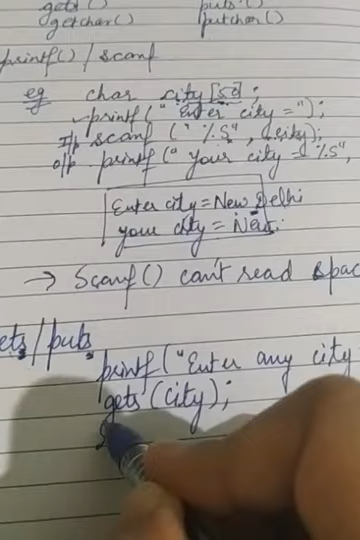 gets() puts()
getchar() putchar()
printf() / scanf
eg char city[50];
printf(" Enter city =");
I/p scanf (" %s", &city);
o/p printf(" your city = %s",
Enter city = New Delhi
your city = New.
→ Scanf() can't read spac
ets/puts
printf("Enter any city
gets(city);